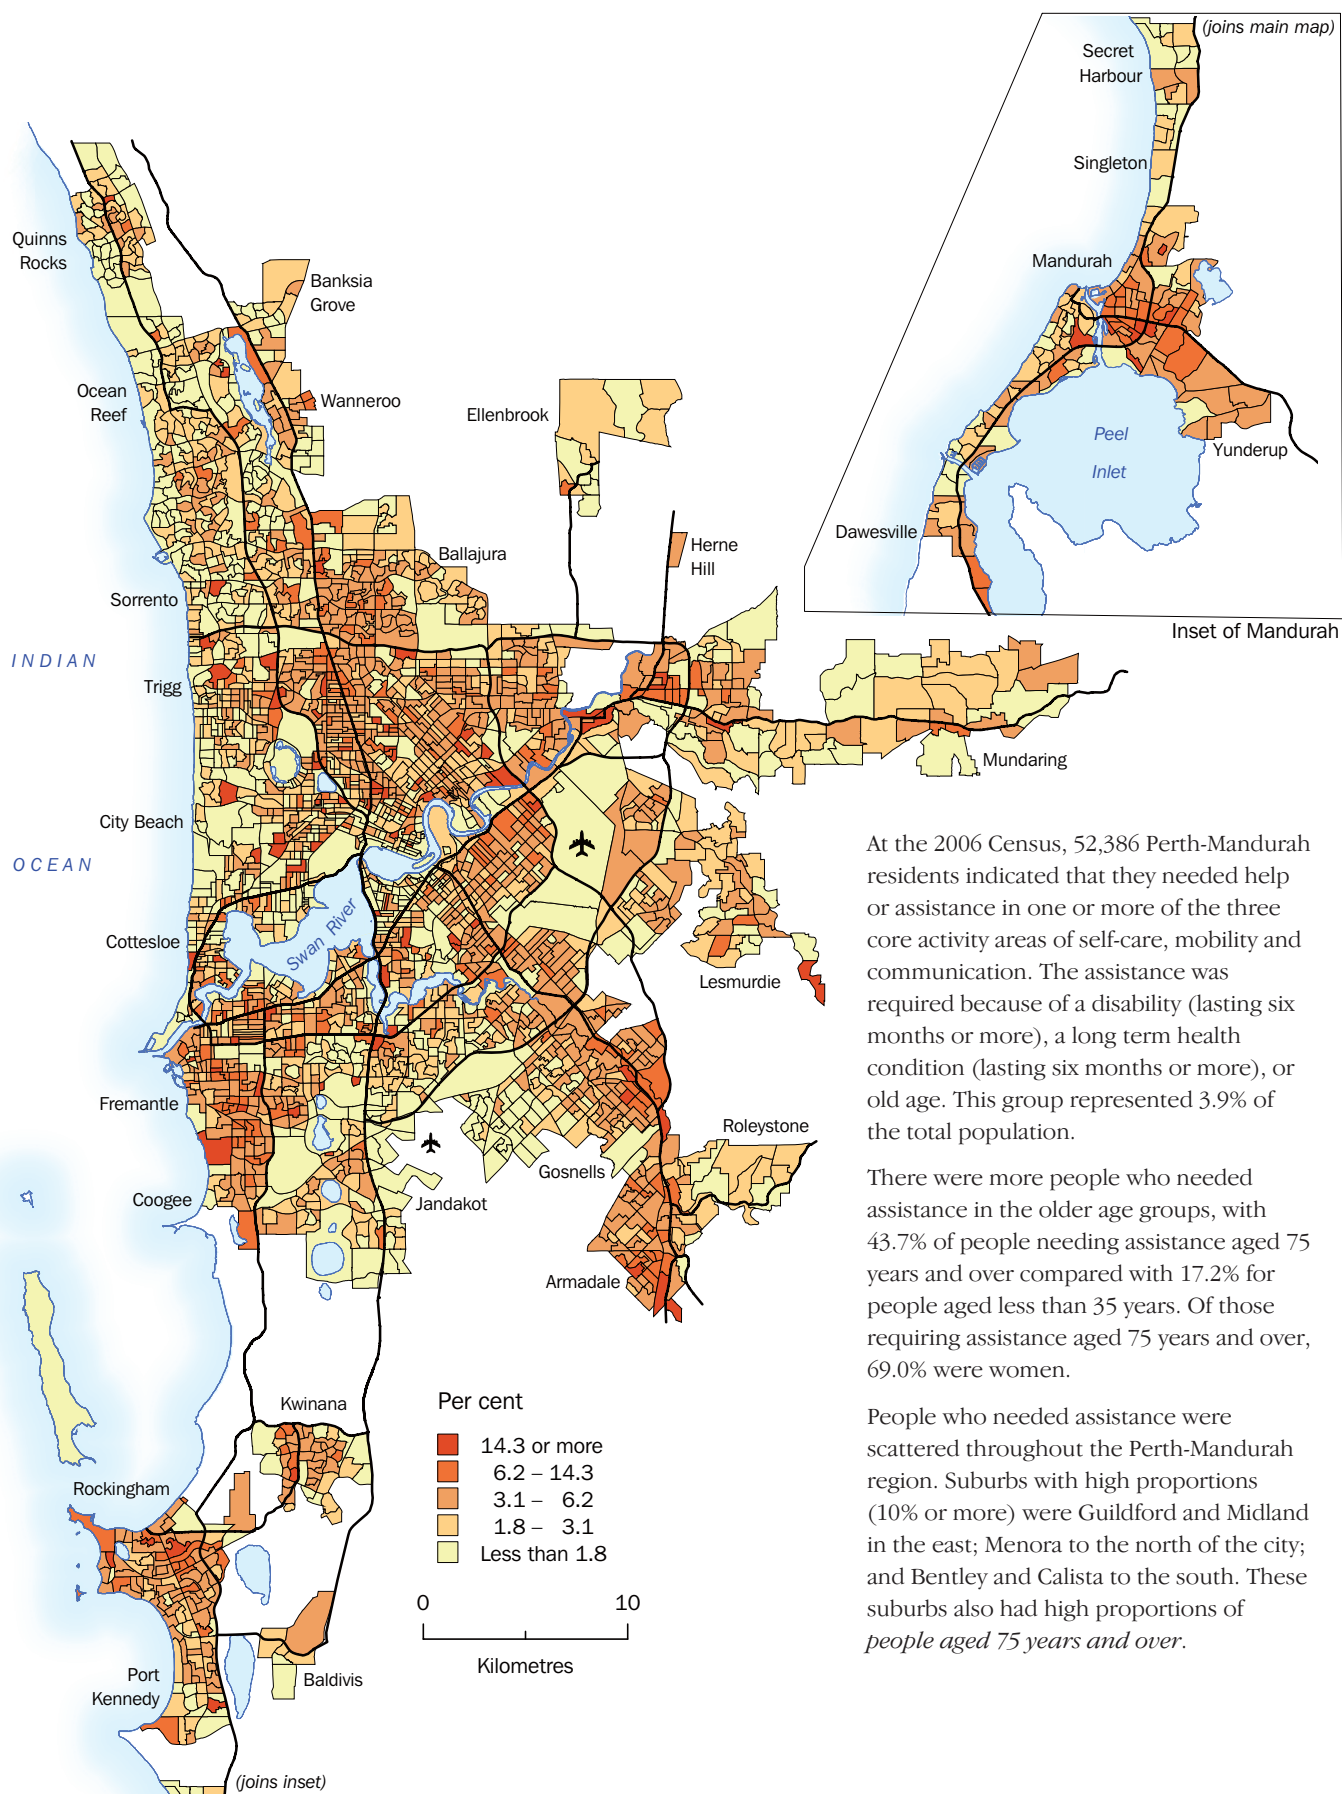 (joins main map)
Secret
Harbour
Singleton
Mandurah
Peel
Inlet
Yunderup
Dawesville
Inset of Mandurah
Quinns
Rocks
Banksia
Grove
Ocean
Reef
Wanneroo
Ellenbrook
Ballajura
Herne
Hill
Sorrento
INDIAN
Trigg
Mundaring
City Beach
OCEAN
Cottesloe
Swan River
Lesmurdie
Fremantle
Roleystone
Gosnells
Coogee
Jandakot
Armadale
Kwinana
Rockingham
Port
Kennedy
Baldivis
(joins inset)
Per cent
14.3 or more
6.2 – 14.3
3.1 – 6.2
1.8 – 3.1
Less than 1.8
0 10
Kilometres
At the 2006 Census, 52,386 Perth-Mandurah
residents indicated that they needed help
or assistance in one or more of the three
core activity areas of self-care, mobility and
communication. The assistance was
required because of a disability (lasting six
months or more), a long term health
condition (lasting six months or more), or
old age. This group represented 3.9% of
the total population.
There were more people who needed
assistance in the older age groups, with
43.7% of people needing assistance aged 75
years and over compared with 17.2% for
people aged less than 35 years. Of those
requiring assistance aged 75 years and over,
69.0% were women.
People who needed assistance were
scattered throughout the Perth-Mandurah
region. Suburbs with high proportions
(10% or more) were Guildford and Midland
in the east; Menora to the north of the city;
and Bentley and Calista to the south. These
suburbs also had high proportions of
people aged 75 years and over.